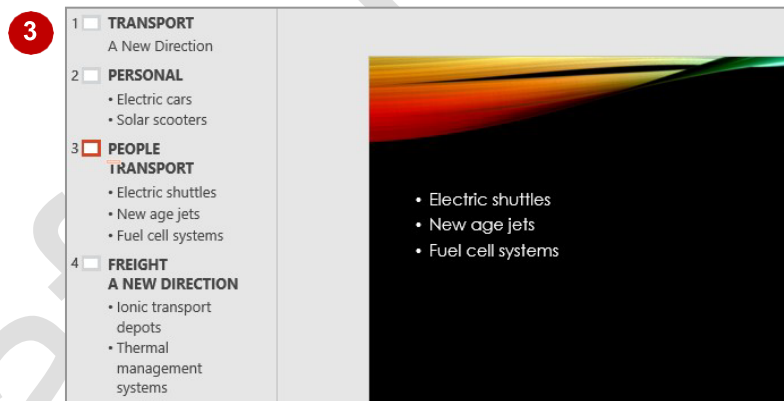 3
1 TRANSPORT
A New Direction
2 PERSONAL
• Electric cars
• Solar scooters
3 PEOPLE
TRANSPORT
• Electric shuttles
• New age jets
• Fuel cell systems
4 FREIGHT
A NEW DIRECTION
• Ionic transport
depots
• Thermal
management
systems
• Electric shuttles
• New age jets
• Fuel cell systems